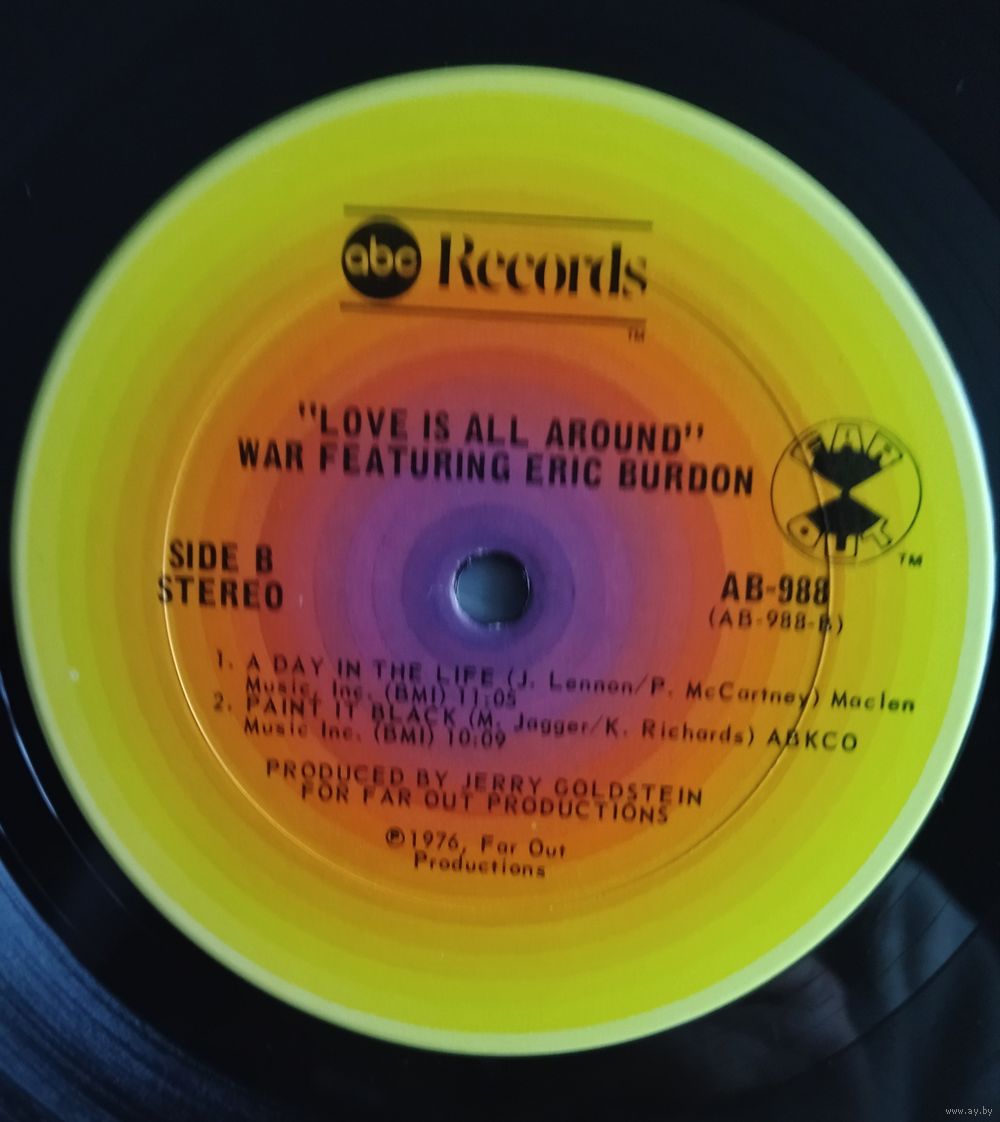 abc Records
TM
"LOVE IS ALL AROUND"
WAR FEATURING ERIC BURDON
FAR
OUT
TM
SIDE B
STEREO
AB-988
(AB-988-B)
1. A DAY IN THE LIFE (J. Lennon/P. McCartney) Maclen
Music, Inc. (BMI) 11:05
2. PAINT IT BLACK (M. Jagger/K. Richards) ABKCO
Music Inc. (BMI) 10:09
PRODUCED BY JERRY GOLDSTEIN
FOR FAR OUT PRODUCTIONS
℗1976, Far Out
Productions
www.ay.by